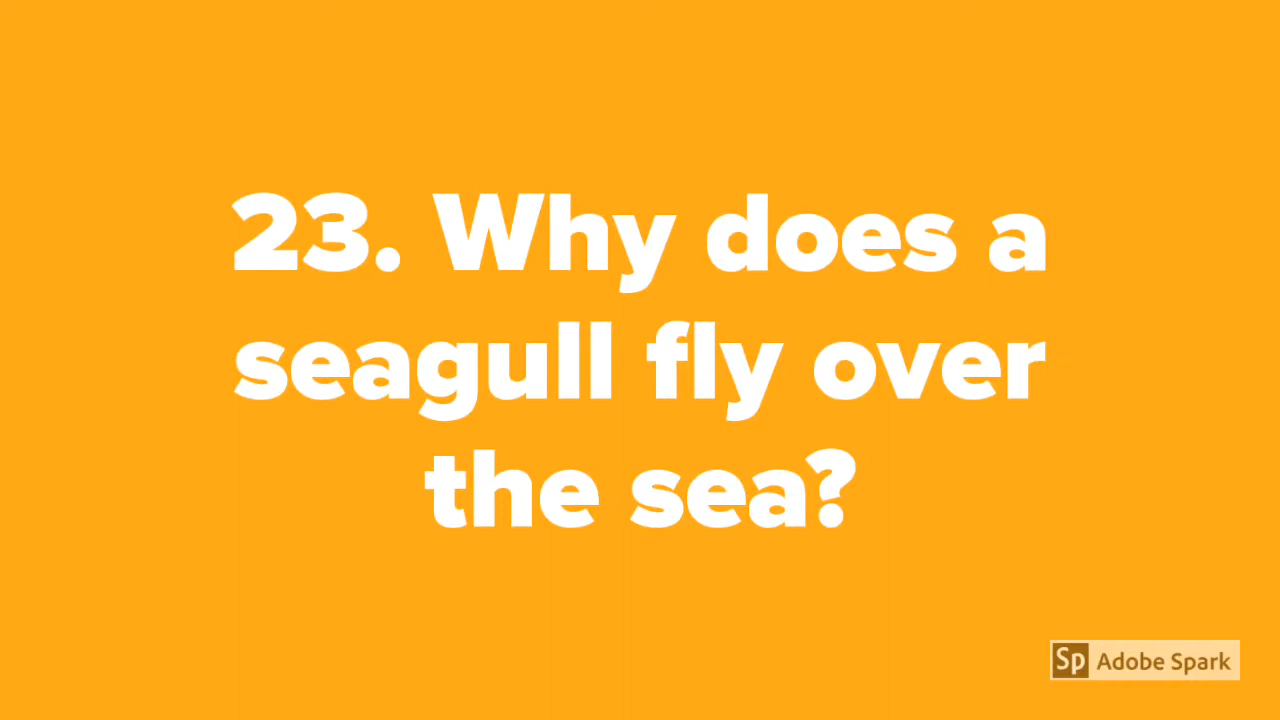 23. Why does a
seagull fly over
the sea?
Sp Adobe Spark